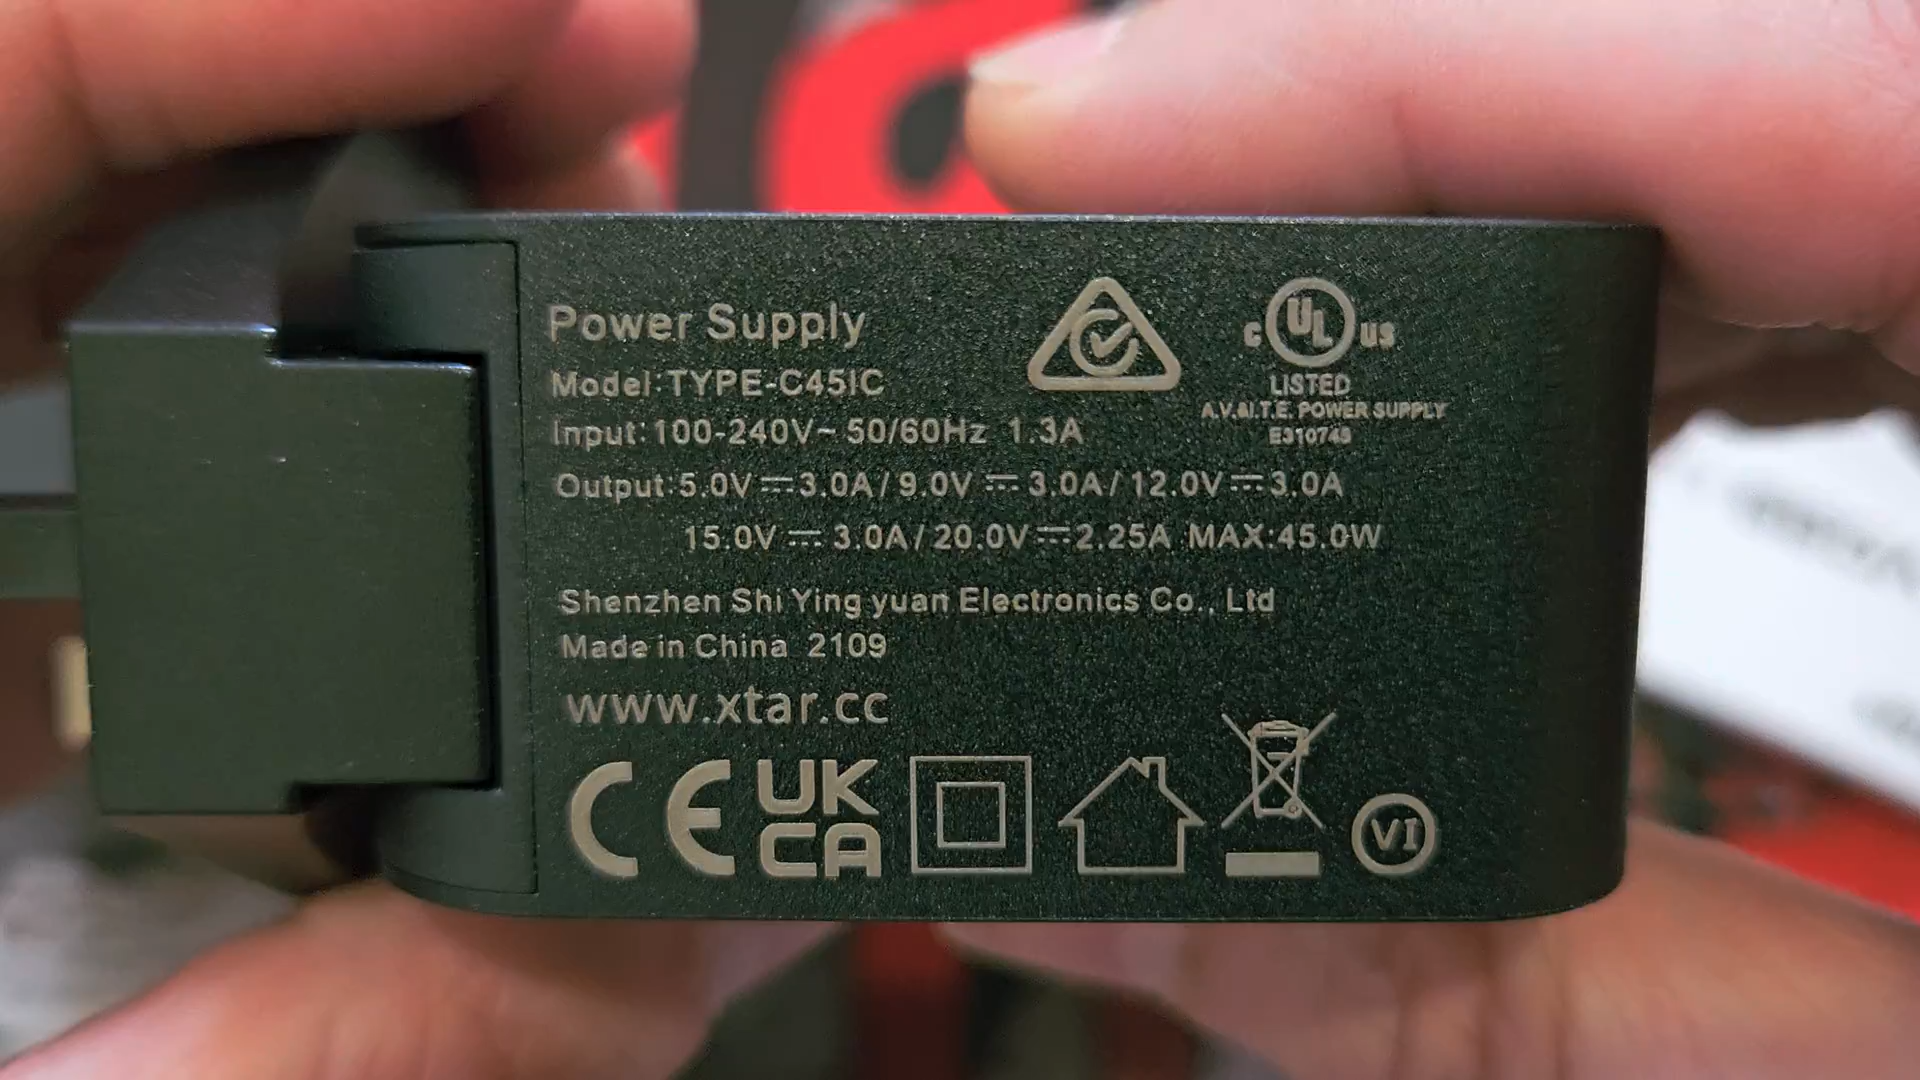 Power Supply
Model:TYPE-C45IC
Input:100-240V~ 50/60Hz 1.3A
Output:5.0V⎓3.0A/9.0V⎓3.0A/12.0V⎓3.0A
15.0V⎓3.0A/20.0V⎓2.25A MAX:45.0W
Shenzhen Shi Ying yuan Electronics Co., Ltd
Made in China 2109
www.xtar.cc
C UL US
LISTED
A.V.&I.T.E. POWER SUPPLY
CE
UK
CA
VI